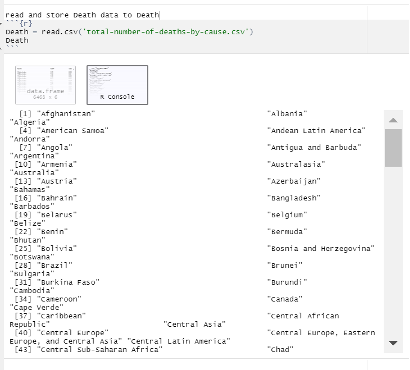 read and store Death data to Death
```{r}
Death = read.csv('total-number-of-deaths-by-cause.csv')
Death
```
data.frame
R Console
[1] "Afghanistan" "Albania"
"Algeria"
[4] "American Samoa" "Andean Latin America"
"Andorra"
[7] "Angola" "Antigua and Barbuda"
"Argentina"
[10] "Armenia" "Australasia"
"Australia"
[13] "Austria" "Azerbaijan"
"Bahamas"
[16] "Bahrain" "Bangladesh"
"Barbados"
[19] "Belarus" "Belgium"
"Belize"
[22] "Benin" "Bermuda"
"Bhutan"
[25] "Bolivia" "Bosnia and Herzegovina"
"Botswana"
[28] "Brazil" "Brunei"
"Bulgaria"
[31] "Burkina Faso" "Burundi"
"Cambodia"
[34] "Cameroon" "Canada"
"Cape Verde"
[37] "Caribbean" "Central African
Republic" "Central Asia"
[40] "Central Europe" "Central Europe, Eastern
Europe, and Central Asia" "Central Latin America"
[43] "Central Sub-Saharan Africa" "Chad"